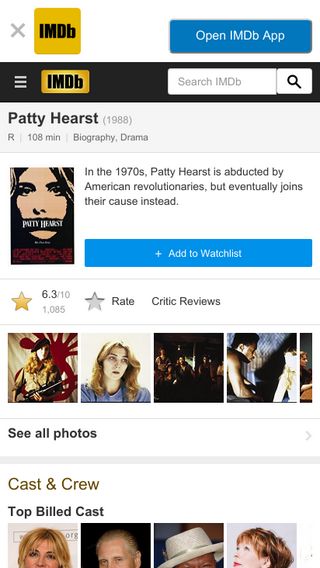 IMDb
Open IMDb App
IMDb
Search IMDb
Patty Hearst (1988)
R | 108 min | Biography, Drama
In the 1970s, Patty Hearst is abducted by
American revolutionaries, but eventually joins
their cause instead.
PATTY HEARST
+ Add to Watchlist
6.3/10
1,085
Rate
Critic Reviews
See all photos
Cast & Crew
Top Billed Cast